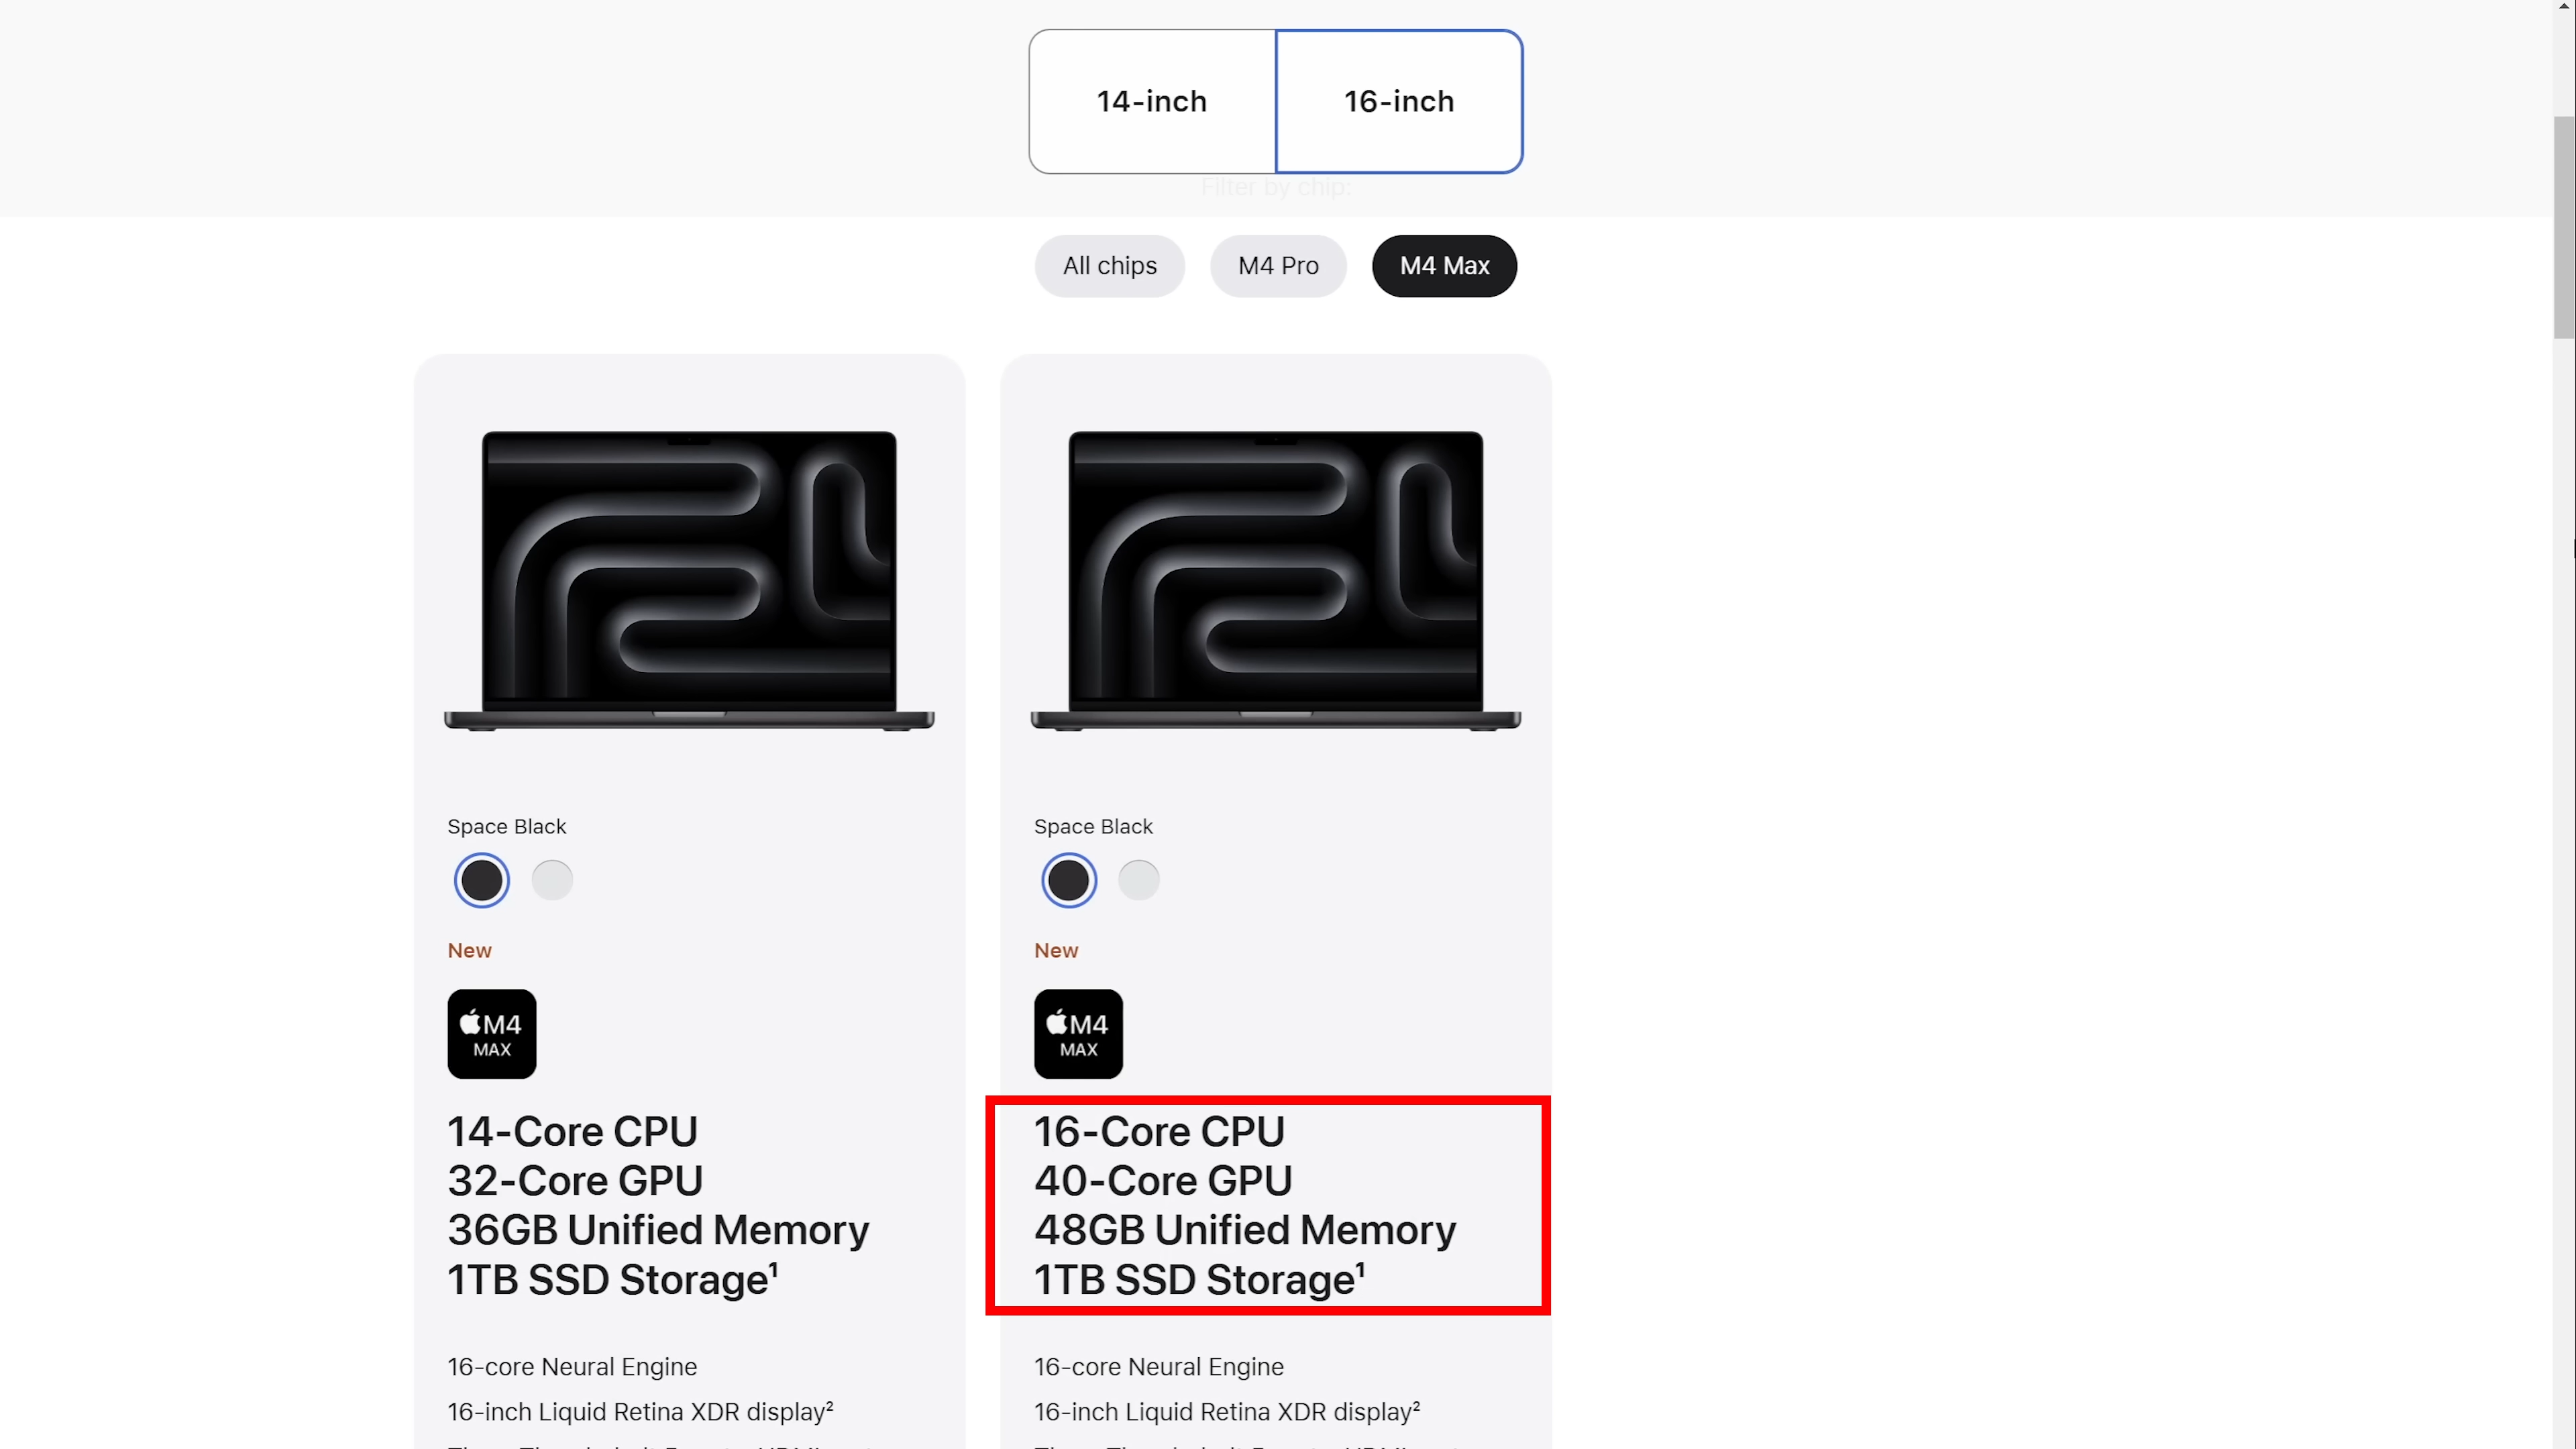 14-inch
16-inch
Filter by chip:
All chips
M4 Pro
M4 Max
Space Black
New
M4
MAX
14-Core CPU
32-Core GPU
36GB Unified Memory
1TB SSD Storage¹
16-core Neural Engine
16-inch Liquid Retina XDR display²
Space Black
New
M4
MAX
16-Core CPU
40-Core GPU
48GB Unified Memory
1TB SSD Storage¹
16-core Neural Engine
16-inch Liquid Retina XDR display²